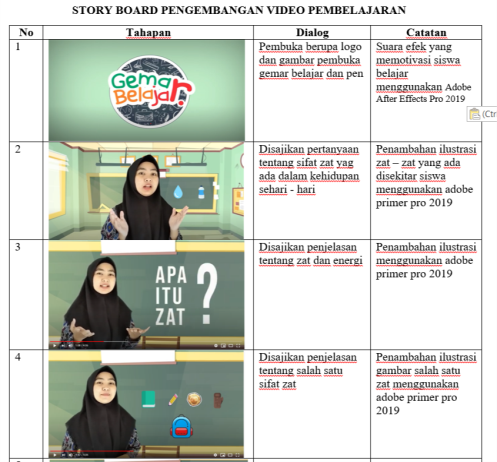 STORY BOARD PENGEMBANGAN VIDEO PEMBELAJARAN
No Tahapan Dialog Catatan
1
Gema
Belajar
Pembuka berupa logo
dan gambar pembuka
gemar belajar dan pen
Suara efek yang
memotivasi siswa
belajar
menggunakan Adobe
After Effects Pro 2019
(Ctr
2
Disajikan pertanyaan
tentang sifat zat yag
ada dalam kehidupan
sehari - hari
Penambahan ilustrasi
zat – zat yang ada
disekitar siswa
menggunakan adobe
primer pro 2019
3
APA
ITU
ZAT
?
Disajikan penjelasan
tentang zat dan energi
Penambahan ilustrasi
menggunakan adobe
primer pro 2019
4
Disajikan penjelasan
tentang salah satu
sifat zat
Penambahan ilustrasi
gambar salah satu
zat menggunakan
adobe primer pro
2019